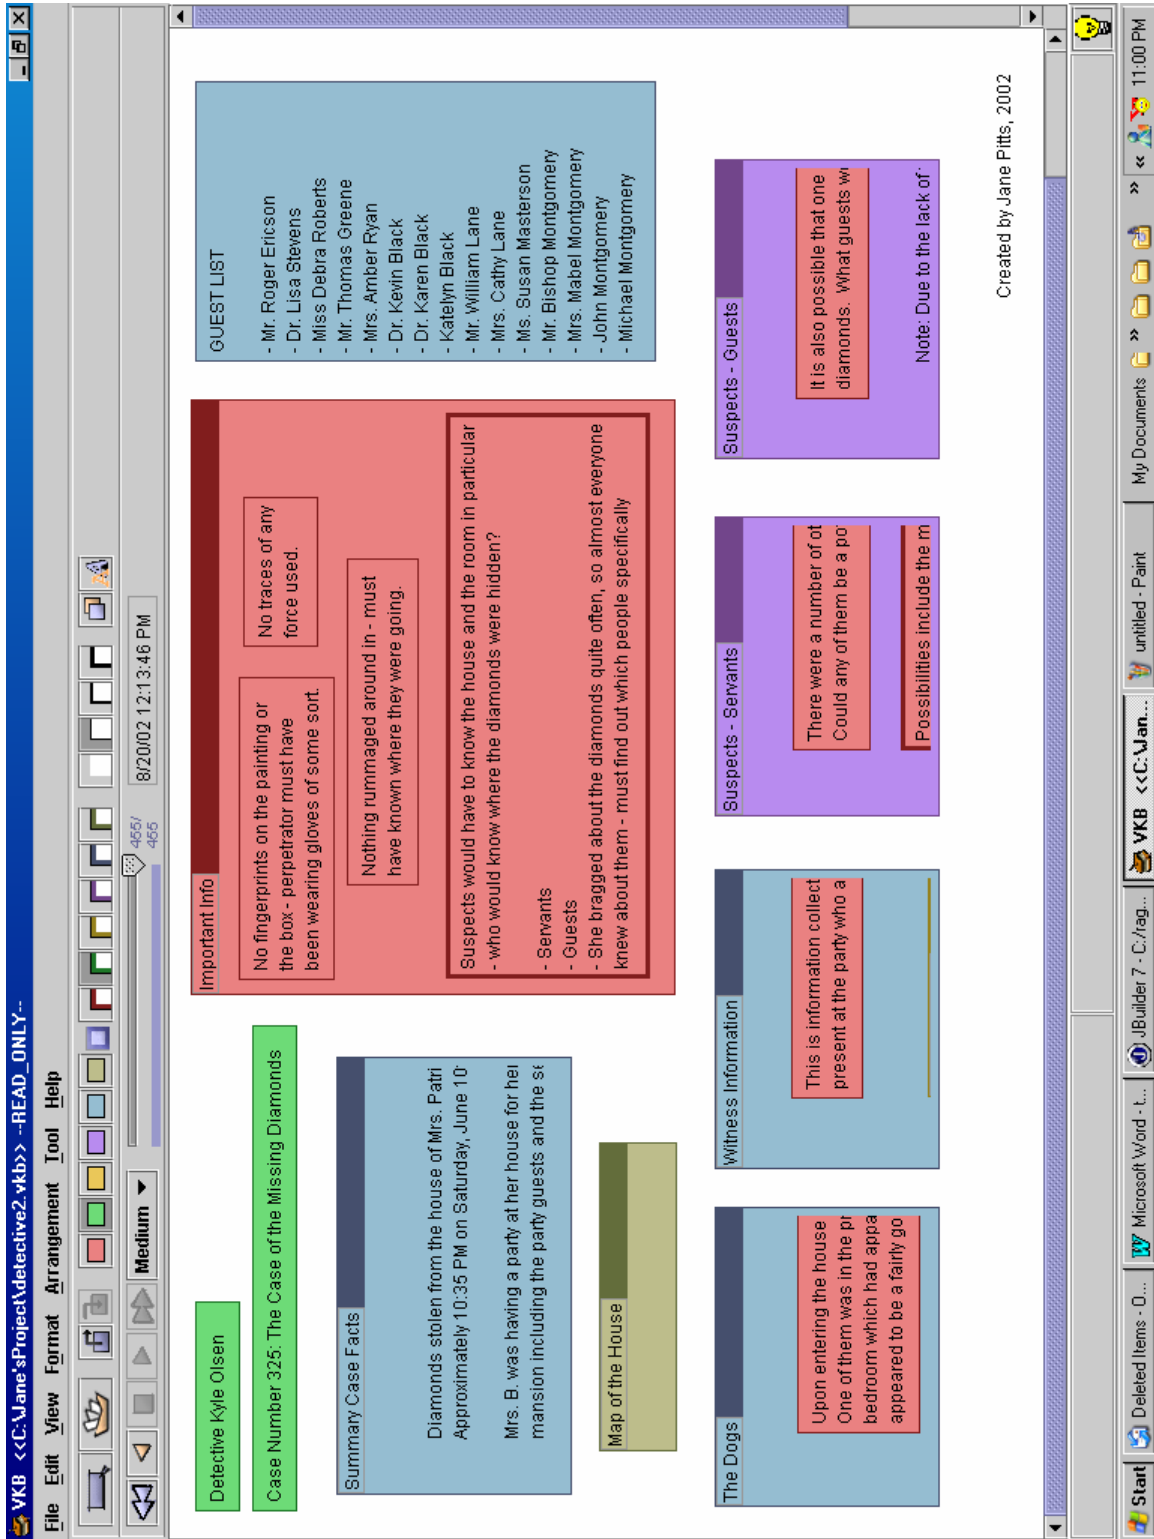 VKB <<C:\Jane'sProject\detective2.vkb>> --READ_ONLY--
File Edit View Format Arrangement Tool Help
Medium
455/
455
8/20/02 12:13:46 PM
Detective Kyle Olsen
Case Number 325: The Case of the Missing Diamonds
Summary Case Facts
Diamonds stolen from the house of Mrs. Patri
Approximately 10:35 PM on Saturday, June 10
Mrs. B. was having a party at her house for her
mansion including the party guests and the se
Map of the House
Important Info
No fingerprints on the painting or
the box - perpetrator must have
been wearing gloves of some sort.
No traces of any
force used.
Nothing rummaged around in - must
have known where they were going.
Suspects would have to know the house and the room in particular
- who would know where the diamonds were hidden?
- Servants
- Guests
- She bragged about the diamonds quite often, so almost everyone
knew about them - must find out which people specifically
GUEST LIST
- Mr. Roger Ericson
- Dr. Lisa Stevens
- Miss Debra Roberts
- Mr. Thomas Greene
- Mrs. Amber Ryan
- Dr. Kevin Black
- Dr. Karen Black
- Katelyn Black
- Mr. William Lane
- Mrs. Cathy Lane
- Ms. Susan Masterson
- Mr. Bishop Montgomery
- Mrs. Mabel Montgomery
- John Montgomery
- Michael Montgomery
The Dogs
Upon entering the house
One of them was in the pr
bedroom which had appa
appeared to be a fairly go
Witness Information
This is information collect
present at the party who a
Suspects - Servants
There were a number of ot
Could any of them be a po
Possibilities include the m
Suspects - Guests
It is also possible that one
diamonds. What guests w
Note: Due to the lack of
Created by Jane Pitts, 2002
Start
Deleted Items - O...
Microsoft Word - t...
JBuilder 7 - C:/rag...
VKB <<C:\Jan...
untitled - Paint
My Documents
»
»
«
11:00 PM